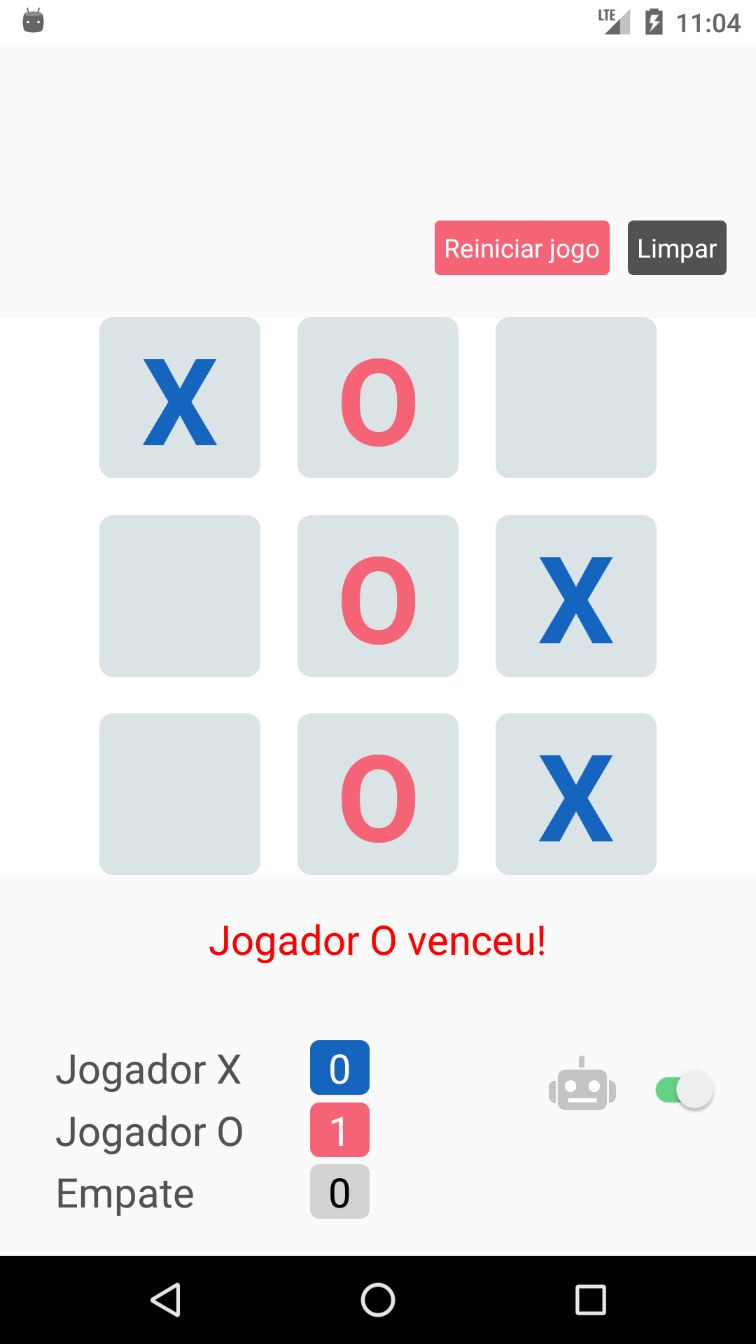 LTE 11:04
Reiniciar jogo Limpar
X O
O X
O X
Jogador O venceu!
Jogador X 0
Jogador O 1
Empate 0